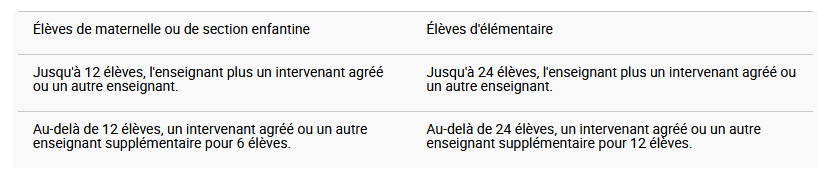 Élèves de maternelle ou de section enfantine
Élèves d'élémentaire
Jusqu'à 12 élèves, l'enseignant plus un intervenant agréé
ou un autre enseignant.
Jusqu'à 24 élèves, l'enseignant plus un intervenant agréé ou
un autre enseignant.
Au-delà de 12 élèves, un intervenant agréé ou un autre
enseignant supplémentaire pour 6 élèves.
Au-delà de 24 élèves, un intervenant agréé ou un autre
enseignant supplémentaire pour 12 élèves.